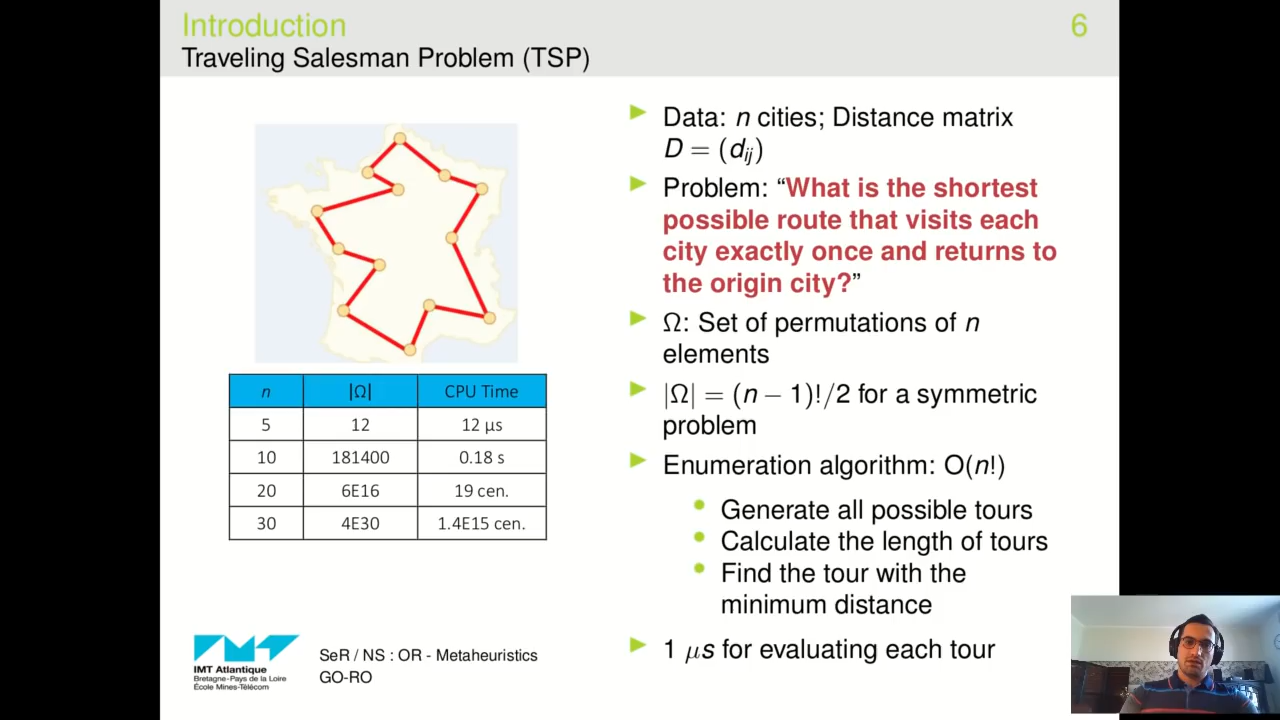 Introduction
6
Traveling Salesman Problem (TSP)
Data: n cities; Distance matrix
D = (dij)
Problem: “What is the shortest
possible route that visits each
city exactly once and returns to
the origin city?”
Ω: Set of permutations of n
elements
|Ω| = (n − 1)!/2 for a symmetric
problem
Enumeration algorithm: O(n!)
Generate all possible tours
Calculate the length of tours
Find the tour with the
minimum distance
1 μs for evaluating each tour
n |Ω| CPU Time
5 12 12 μs
10 181400 0.18 s
20 6E16 19 cen.
30 4E30 1.4E15 cen.
IMT Atlantique
Bretagne-Pays de la Loire
École Mines-Télécom
SeR / NS : OR - Metaheuristics
GO-RO